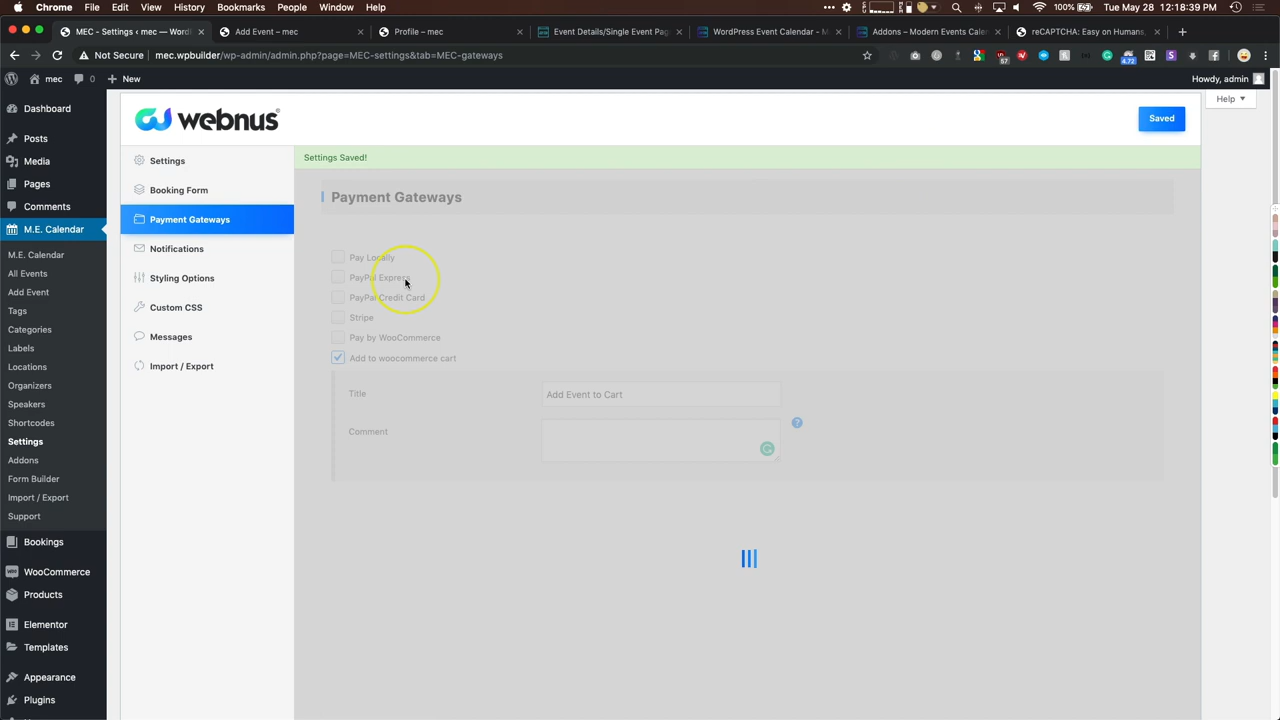 Chrome File Edit View History Bookmarks People Window Help 100% Tue May 28 12:18:39 PM
MEC - Settings ‹ mec — WordP Add Event – mec Profile – mec Event Details/Single Event Pag WordPress Event Calendar - M Addons – Modern Events Caler reCAPTCHA: Easy on Humans,
Not Secure mec.wpbuilder/wp-admin/admin.php?page=MEC-settings&tab=MEC-gateways
mec 0 New Howdy, admin
Help
webnus
Saved
Dashboard
Posts
Media
Pages
Comments
M.E. Calendar
M.E. Calendar
All Events
Add Event
Tags
Categories
Labels
Locations
Organizers
Speakers
Shortcodes
Settings
Addons
Form Builder
Import / Export
Support
Bookings
WooCommerce
Products
Elementor
Templates
Appearance
Plugins
Settings
Booking Form
Payment Gateways
Notifications
Styling Options
Custom CSS
Messages
Import / Export
Settings Saved!
Payment Gateways
Pay Locally
PayPal Express
PayPal Credit Card
Stripe
Pay by WooCommerce
Add to woocommerce cart
Title Add Event to Cart
Comment